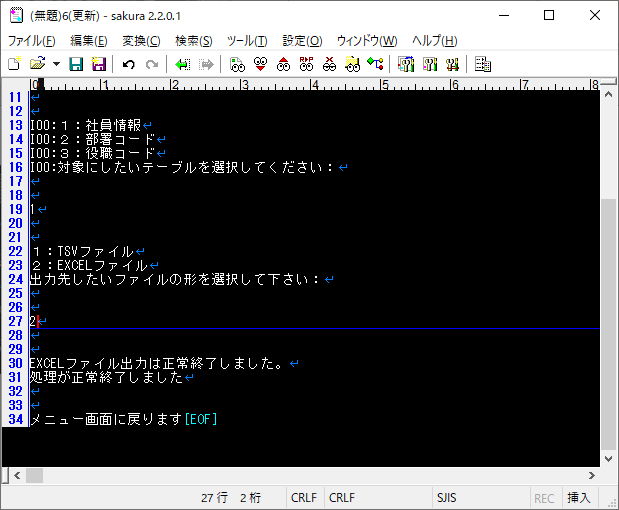 (無題)6(更新) - sakura 2.2.0.1
ファイル(F) 編集(E) 変換(C) 検索(S) ツール(T) 設定(O) ウィンドウ(W) ヘルプ(H)
0 1 2 3 4 5 6 7 8
11
12
13 I00:１：社員情報
14 I00:２：部署コード
15 I00:３：役職コード
16 I00:対象にしたいテーブルを選択してください：
17
18
19 1
20
21
22 １：TSVファイル
23 ２：EXCELファイル
24 出力先したいファイルの形を選択して下さい：
25
26
27 2
28
29
30 EXCELファイル出力は正常終了しました。
31 処理が正常終了しました
32
33
34 メニュー画面に戻ります[EOF]
27 行 2 桁 CRLF CRLF SJIS REC 挿入